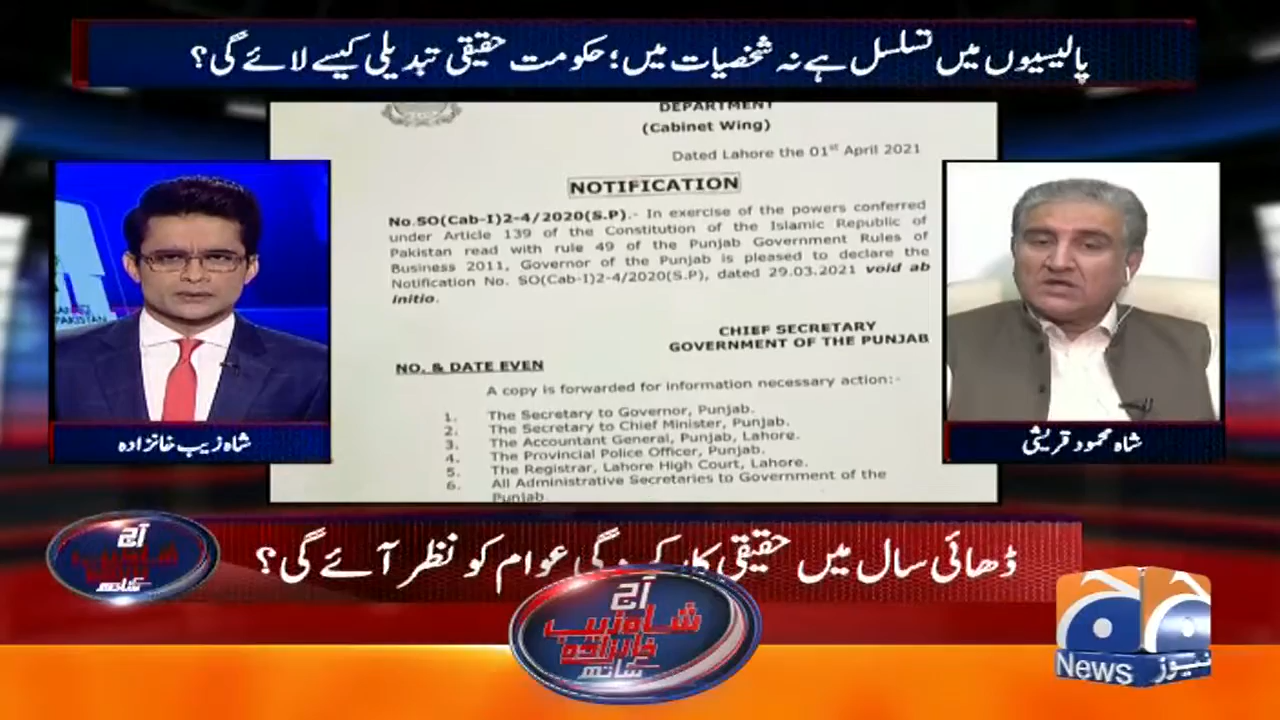 پالیسیوں میں تسلسل ہے نہ شخصیات میں؛ حکومت حقیقی تبدیلی کیسے لائے گی؟
DEPARTMENT
(Cabinet Wing)
Dated Lahore the 01st April 2021
NOTIFICATION
No.SO(Cab-I)2-4/2020(S.P).- In exercise of the powers conferred
under Article 139 of the Constitution of the Islamic Republic of
Pakistan read with rule 49 of the Punjab Government Rules of
Business 2011, Governor of the Punjab is pleased to declare the
Notification No. SO(Cab-I)2-4/2020(S.P), dated 29.03.2021 void ab
initio.
CHIEF SECRETARY
GOVERNMENT OF THE PUNJAB
NO. & DATE EVEN
A copy is forwarded for information necessary action:-
1. The Secretary to Governor, Punjab.
2. The Secretary to Chief Minister, Punjab.
3. The Accountant General, Punjab, Lahore.
4. The Provincial Police Officer, Punjab.
5. The Registrar, Lahore High Court, Lahore.
6. All Administrative Secretaries to Government of the
Punjab.
PAKISTAN
شاہ زیب خانزادہ
شاہ محمود قریشی
ڈھائی سال میں حقیقی کارکردگی عوام کو نظر آئے گی؟
آج
آج
شاہ زیب
خانزادہ
کے ساتھ
جیو
News نیوز